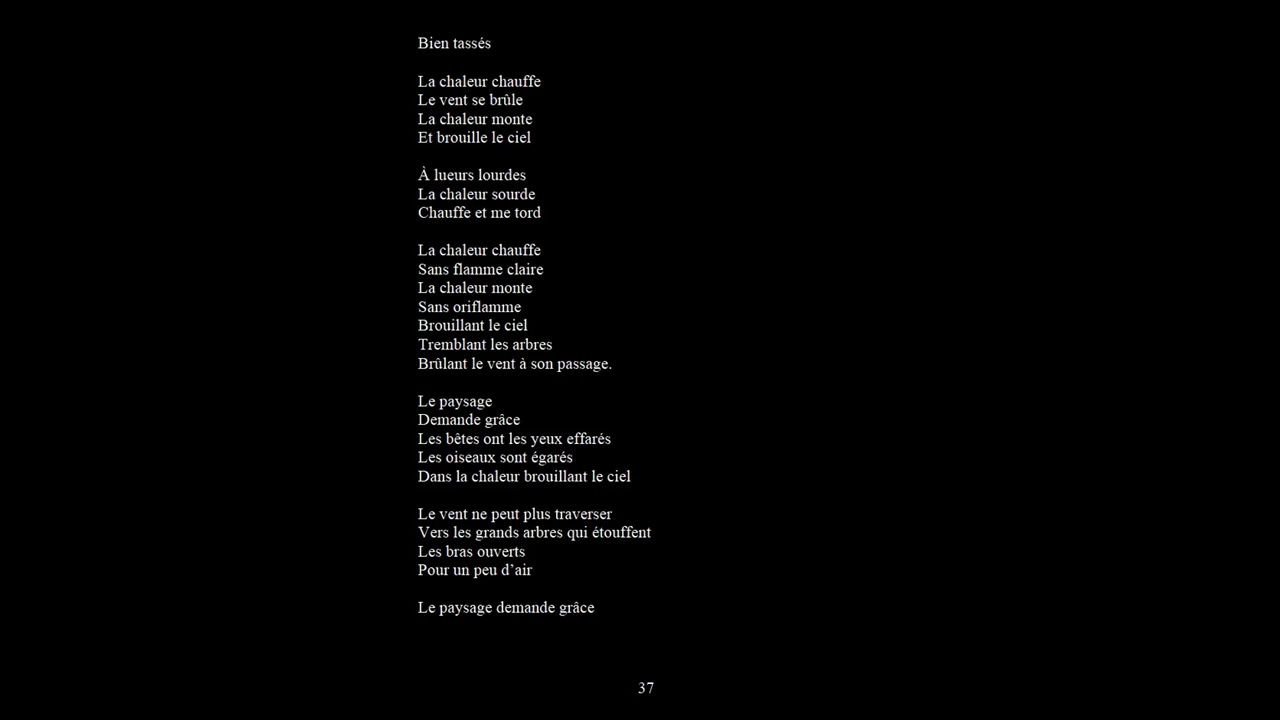 Bien tassés
La chaleur chauffe
Le vent se brûle
La chaleur monte
Et brouille le ciel
À lueurs lourdes
La chaleur sourde
Chauffe et me tord
La chaleur chauffe
Sans flamme claire
La chaleur monte
Sans oriflamme
Brouillant le ciel
Tremblant les arbres
Brûlant le vent à son passage.
Le paysage
Demande grâce
Les bêtes ont les yeux effarés
Les oiseaux sont égarés
Dans la chaleur brouillant le ciel
Le vent ne peut plus traverser
Vers les grands arbres qui étouffent
Les bras ouverts
Pour un peu d’air
Le paysage demande grâce
37